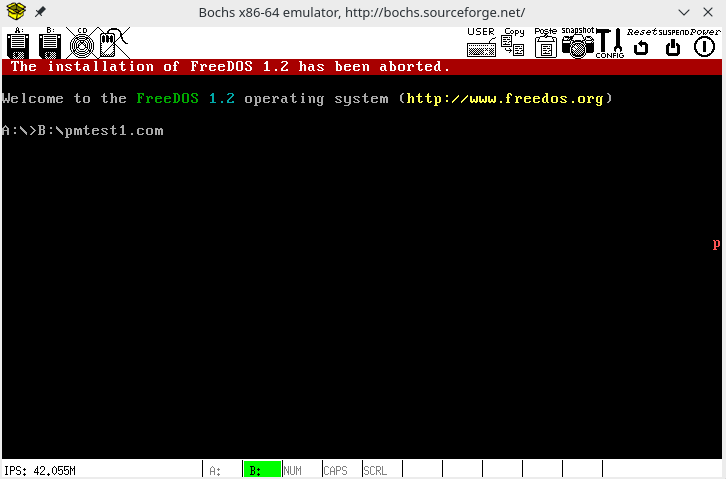 Bochs x86-64 emulator, http://bochs.sourceforge.net/
A: B: CD USER Copy Paste snapshot CONFIG Reset SUSPEND Power
The installation of FreeDOS 1.2 has been aborted.
Welcome to the FreeDOS 1.2 operating system (http://www.freedos.org)
A:\>B:\pmtest1.com
P
IPS: 42.055M A: B: NUM CAPS SCRL